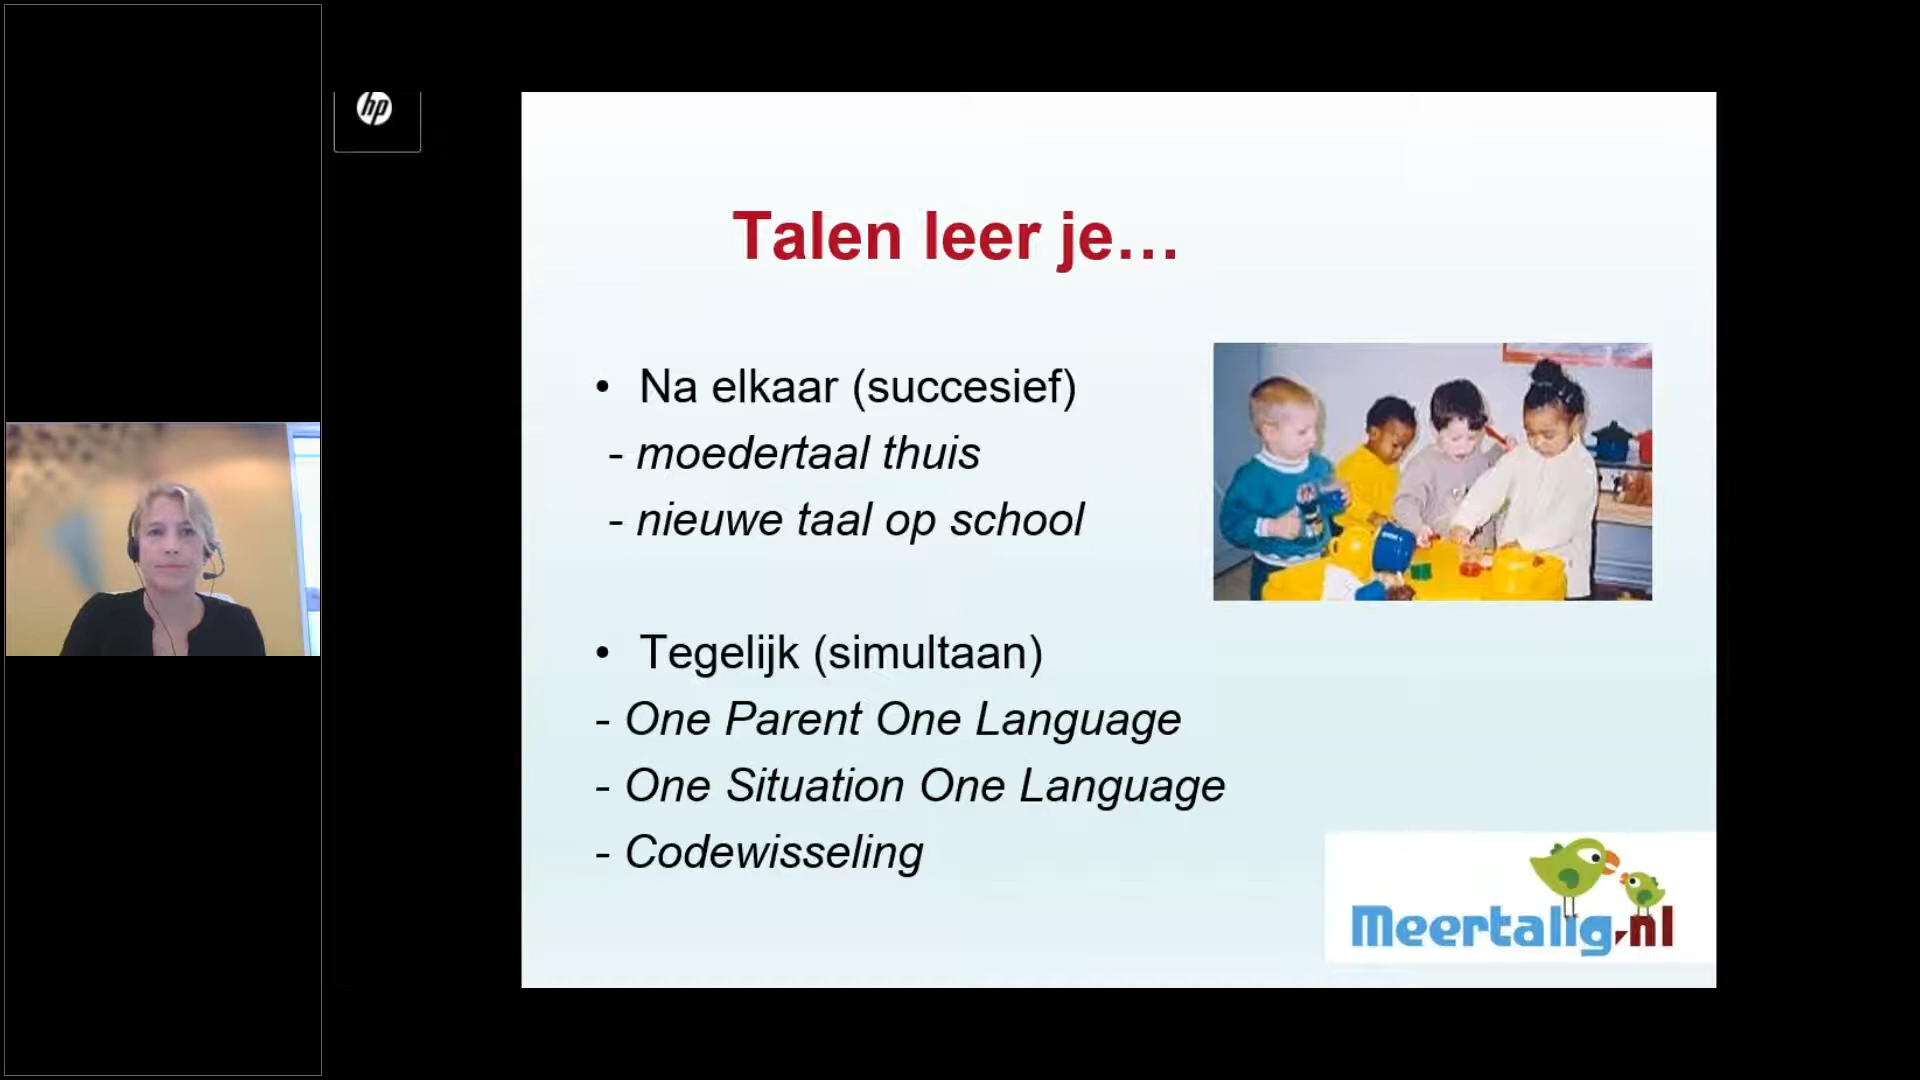 hp
Talen leer je...
• Na elkaar (succesief)
- moedertaal thuis
- nieuwe taal op school
• Tegelijk (simultaan)
- One Parent One Language
- One Situation One Language
- Codewisseling
Meertalig.nl